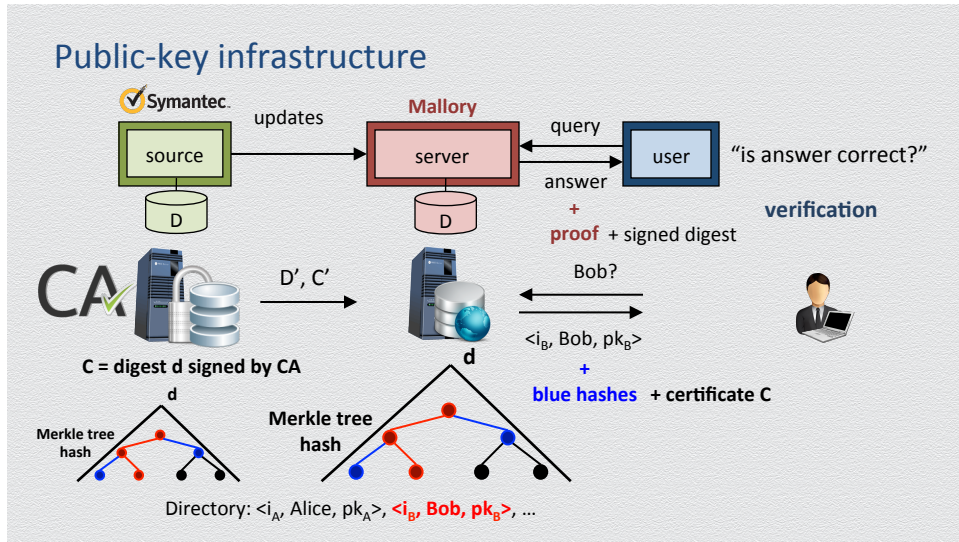 Public-key infrastructure
Symantec™
Mallory
updates
query
source
server
user
"is answer correct?"
answer
D
D
+
proof + signed digest
verification
CA
D', C'
Bob?
<i_B, Bob, pk_B>
C = digest d signed by CA
d
+
blue hashes + certificate C
d
Merkle tree
hash
Merkle tree
hash
Directory: <i_A, Alice, pk_A>, <i_B, Bob, pk_B>, …